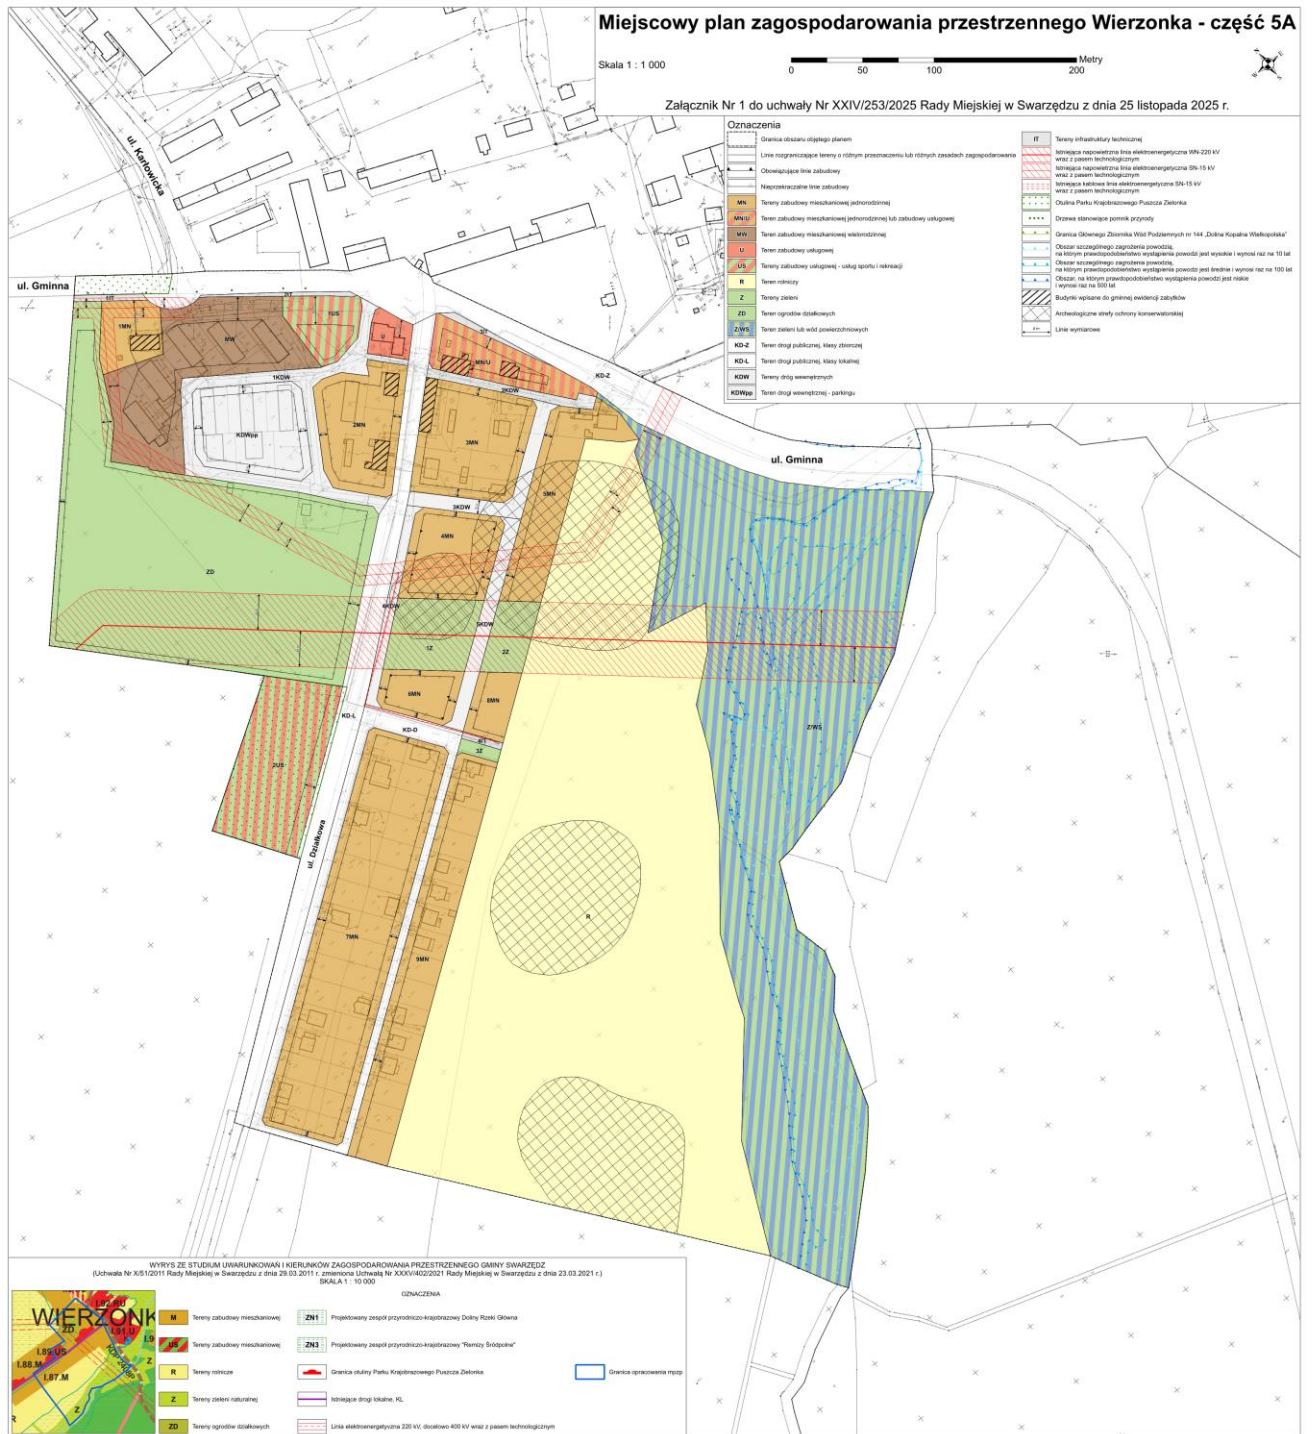 Miejscowy plan zagospodarowania przestrzennego Wierzonka - część 5A
Skala 1 : 1 000
Metry
0 50 100 200
Załącznik Nr 1 do uchwały Nr XXIV/253/2025 Rady Miejskiej w Swarzędzu z dnia 25 listopada 2025 r.
Oznaczenia
Granica obszaru objętego planem
Linie rozgraniczające tereny o różnym przeznaczeniu lub różnych zasadach zagospodarowania
Obowiązujące linie zabudowy
Nieprzekraczalne linie zabudowy
MN Tereny zabudowy mieszkaniowej jednorodzinnej
MN/U Teren zabudowy mieszkaniowej jednorodzinnej lub zabudowy usługowej
MW Teren zabudowy mieszkaniowej wielorodzinnej
U Teren zabudowy usługowej
US Tereny zabudowy usługowej - usług sportu i rekreacji
R Teren rolniczy
Z Tereny zieleni
ZD Teren ogrodów działkowych
Z/WS Teren zieleni lub wód powierzchniowych
KD-Z Teren drogi publicznej, klasy zbiorczej
KD-L Teren drogi publicznej, klasy lokalnej
KDW Tereny dróg wewnętrznych
KDWpp Teren drogi wewnętrznej - parkingu
IT Tereny infrastruktury technicznej
Istniejąca napowietrzna linia elektroenergetyczna WN-220 kV
wraz z pasem technologicznym
Istniejąca napowietrzna linia elektroenergetyczna SN-15 kV
wraz z pasem technologicznym
Istniejąca kablowa linia elektroenergetyczna SN-15 kV
wraz z pasem technologicznym
Otulina Parku Krajobrazowego Puszcza Zielonka
Drzewa stanowiące pomnik przyrody
Granica Głównego Zbiornika Wód Podziemnych nr 144 „Dolina Kopalna Wielkopolska"
Obszar szczególnego zagrożenia powodzią,
na którym prawdopodobieństwo wystąpienia powodzi jest wysokie i wynosi raz na 10 lat
Obszar szczególnego zagrożenia powodzią,
na którym prawdopodobieństwo wystąpienia powodzi jest średnie i wynosi raz na 100 lat
Obszar, na którym prawdopodobieństwo wystąpienia powodzi jest niskie
i wynosi raz na 500 lat
Budynki wpisane do gminnej ewidencji zabytków
Archeologiczne strefy ochrony konserwatorskiej
Linie wymiarowe
ul. Karłowicka
ul. Gminna
1MN
MW
1US
U
MN/U
KD-Z
1KDW
2KDW
KDWpp
2MN
3MN
ul. Gminna
5MN
3KDW
4MN
ZD
4KDW
5KDW
1Z
2Z
6MN
8MN
KD-L
KD-D
3Z
2US
Z/WS
ul. Działkowa
R
7MN
9MN
WYRYS ZE STUDIUM UWARUNKOWAŃ I KIERUNKÓW ZAGOSPODAROWANIA PRZESTRZENNEGO GMINY SWARZĘDZ
(Uchwała Nr X/51/2011 Rady Miejskiej w Swarzędzu z dnia 29.03.2011 r. zmieniona Uchwałą Nr XXXV/402/2021 Rady Miejskiej w Swarzędzu z dnia 23.03.2021 r.)
SKALA 1 : 10 000
OZNACZENIA
WIERZONK
I.92.RU
ZD
I.91.U
I.9
I.89.US
I.88.M
I.87.M
Z
Z
R
M Tereny zabudowy mieszkaniowej
US Tereny zabudowy mieszkaniowej
R Tereny rolnicze
Z Tereny zieleni naturalnej
ZD Tereny ogrodów działkowych
ZN1 Projektowany zespół przyrodniczo-krajobrazowy Doliny Rzeki Główna
ZN3 Projektowany zespół przyrodniczo-krajobrazowy "Remizy Śródpolne"
Granica otuliny Parku Krajobrazowego Puszcza Zielonka
Istniejące drogi lokalne, KL
Linia elektroenergetyczna 220 kV, docelowo 400 kV wraz z pasem technologicznym
Granica opracowania mpzp